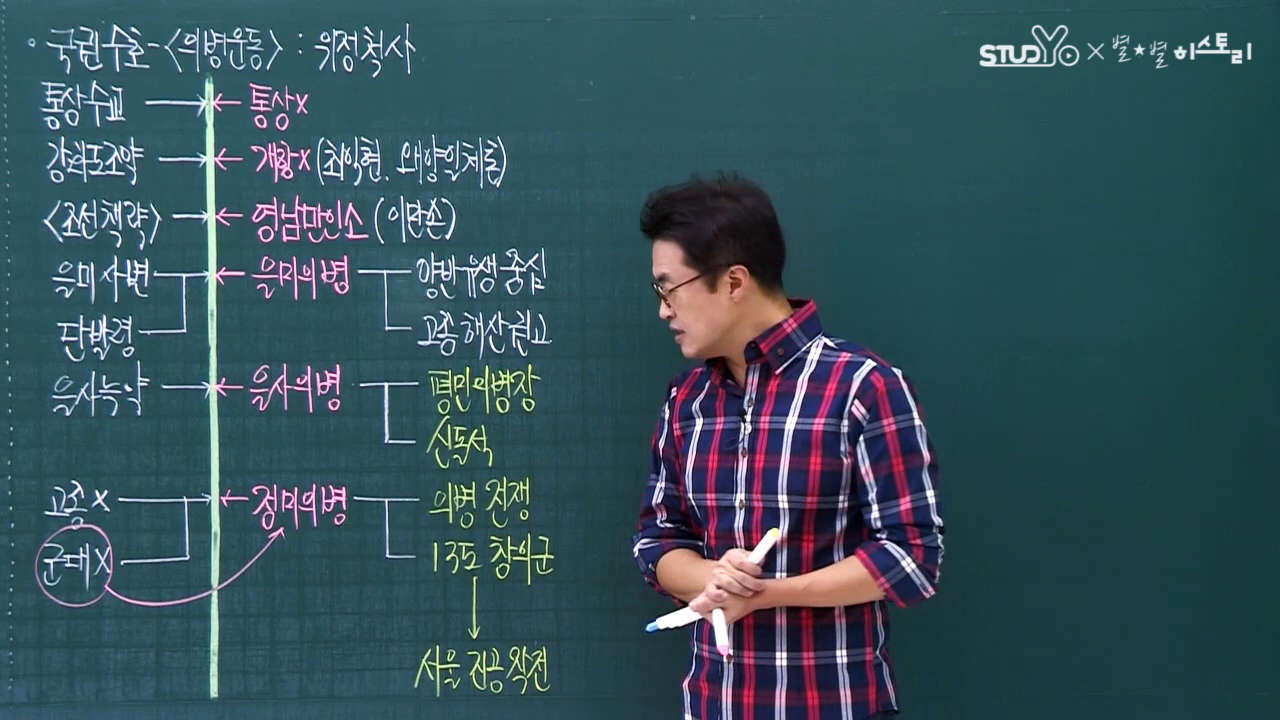 STUDYo × 별★별 히스토리
· 국권수호-<의병운동> : 위정척사
통상수교 → ← 통상×
강화도조약 → ← 개항× (최익현, 왜양일체론)
<조선책략> → ← 영남만인소 (이만손)
을미사변 → ← 을미의병 양반유생 중심
단발령 고종 해산권고
을사늑약 → ← 을사의병 평민의병장
신돌석
고종 × → ← 정미의병 의병 전쟁
군대 × 13도 창의군
↓
서울 진공 작전